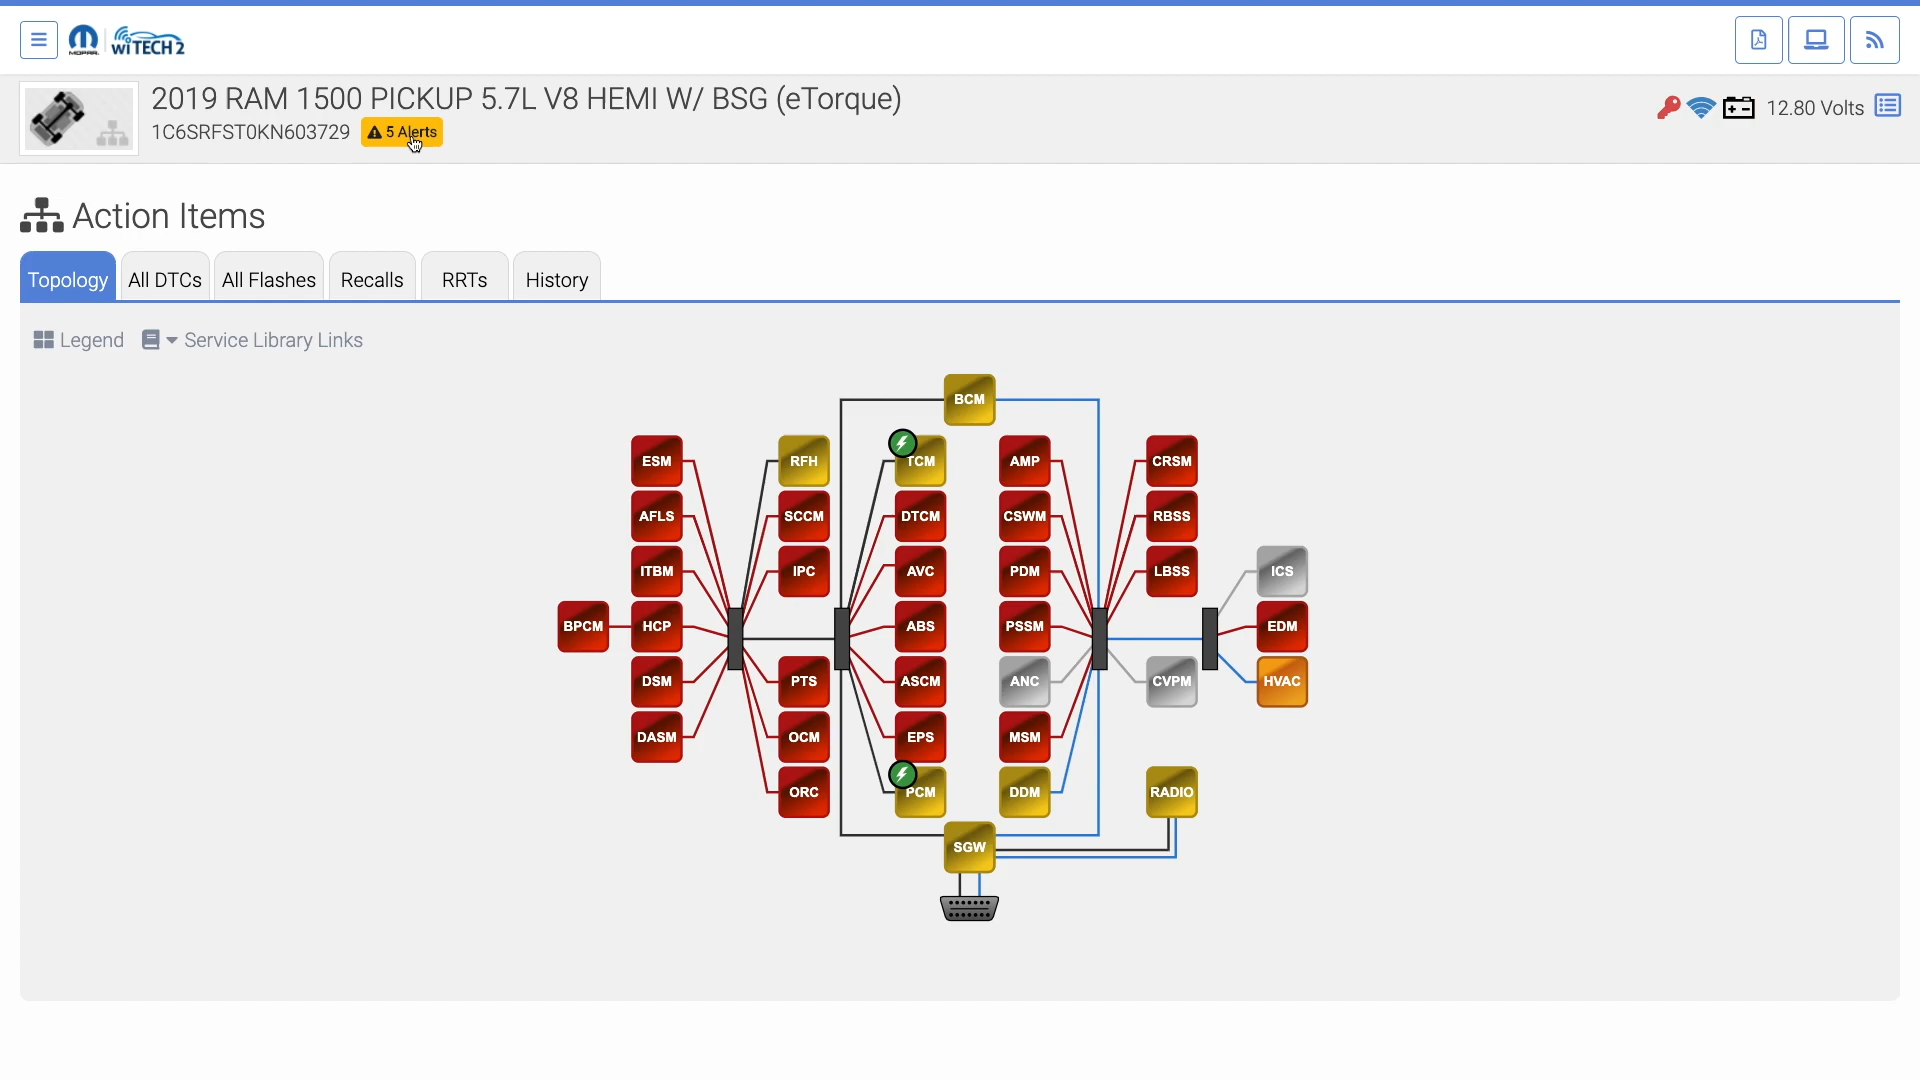 MOPAR wiTECH 2
2019 RAM 1500 PICKUP 5.7L V8 HEMI W/ BSG (eTorque)
1C6SRFST0KN603729 5 Alerts
12.80 Volts
Action Items
Topology All DTCs All Flashes Recalls RRTs History
Legend Service Library Links
BCM
ESM RFH TCM AMP CRSM
AFLS SCCM DTCM CSWM RBSS
ITBM IPC AVC PDM LBSS ICS
BPCM HCP ABS PSSM EDM
DSM PTS ASCM ANC CVPM HVAC
DASM OCM EPS MSM
ORC PCM DDM RADIO
SGW